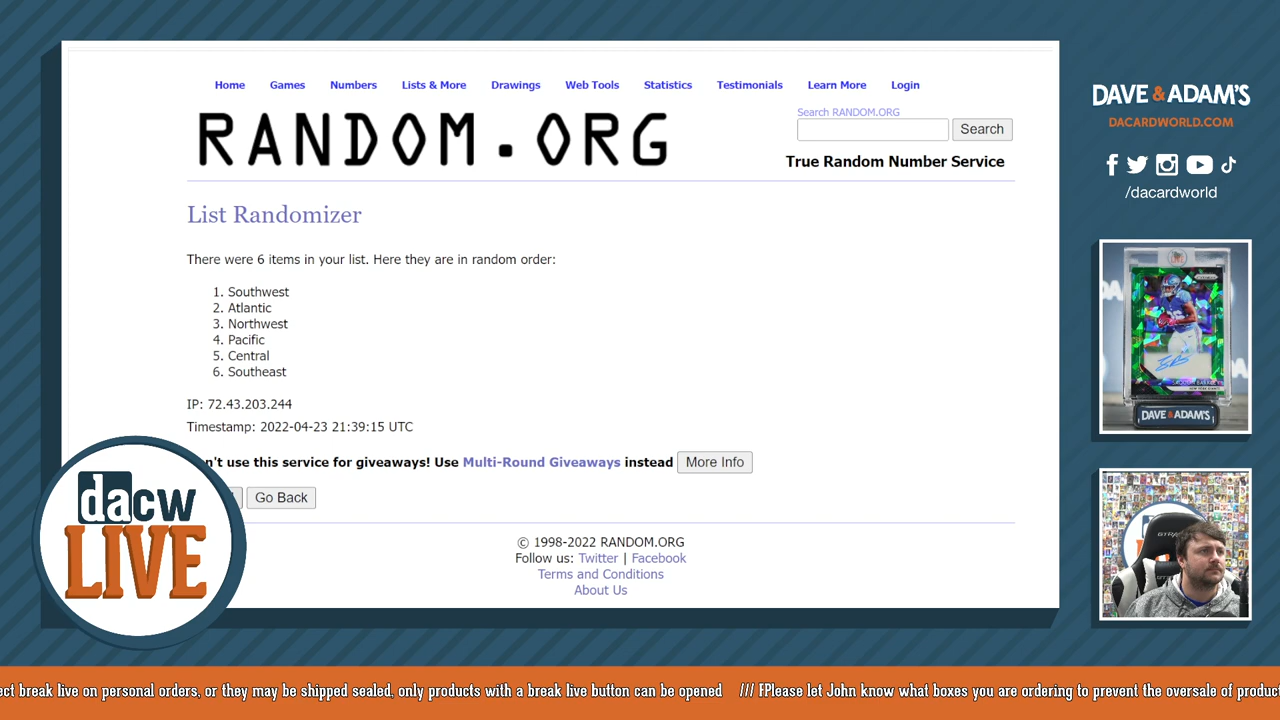 Home Games Numbers Lists & More Drawings Web Tools Statistics Testimonials Learn More Login
RANDOM.ORG
Search RANDOM.ORG
Search
True Random Number Service
List Randomizer
There were 6 items in your list. Here they are in random order:
1. Southwest
2. Atlantic
3. Northwest
4. Pacific
5. Central
6. Southeast
IP: 72.43.203.244
Timestamp: 2022-04-23 21:39:15 UTC
n't use this service for giveaways! Use Multi-Round Giveaways instead More Info
Go Back
© 1998-2022 RANDOM.ORG
Follow us: Twitter | Facebook
Terms and Conditions
About Us
dacw
LIVE
DAVE & ADAM'S
DACARDWORLD.COM
/dacardworld
DAVE & ADAM'S
ect break live on personal orders, or they may be shipped sealed, only products with a break live button can be opened /// FPlease let John know what boxes you are ordering to prevent the oversale of product